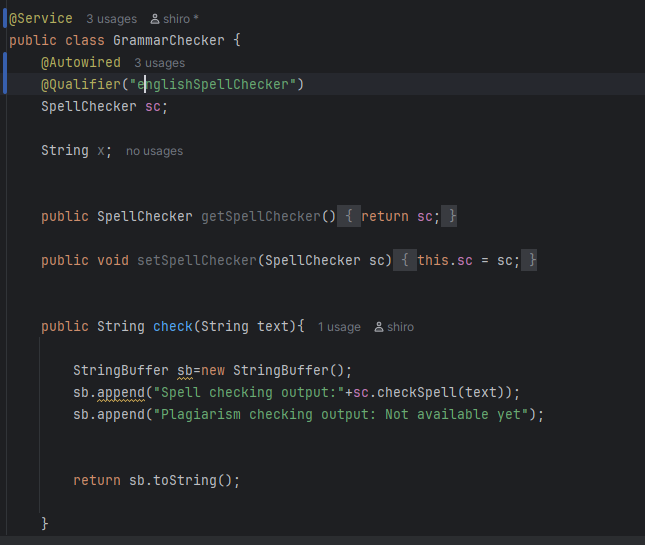 @Service 3 usages shiro *
public class GrammarChecker {
@Autowired 3 usages
@Qualifier("englishSpellChecker")
SpellChecker sc;
String x; no usages
public SpellChecker getSpellChecker() { return sc; }
public void setSpellChecker(SpellChecker sc) { this.sc = sc; }
public String check(String text){ 1 usage shiro
StringBuffer sb=new StringBuffer();
sb.append("Spell checking output:"+sc.checkSpell(text));
sb.append("Plagiarism checking output: Not available yet");
return sb.toString();
}